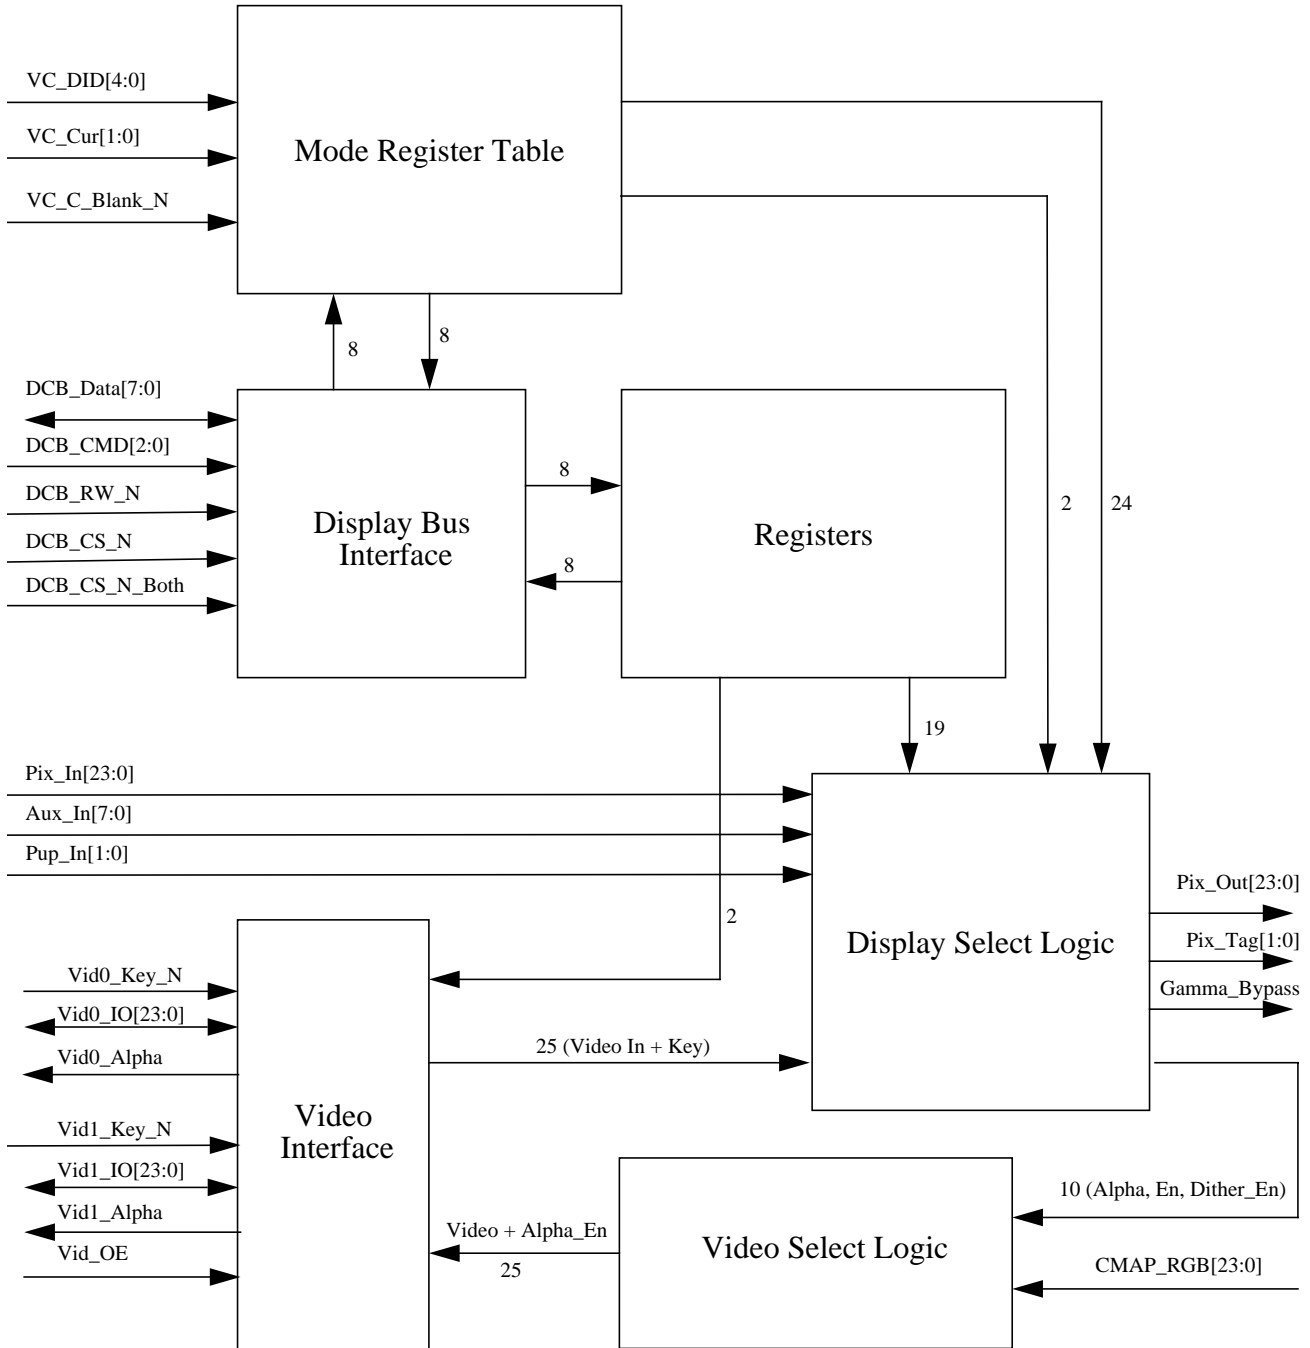 VC_DID[4:0]
VC_Cur[1:0]
VC_C_Blank_N
Mode Register Table
8
8
DCB_Data[7:0]
DCB_CMD[2:0]
DCB_RW_N
DCB_CS_N
DCB_CS_N_Both
Display Bus
Interface
8
8
Registers
2
24
19
Pix_In[23:0]
Aux_In[7:0]
Pup_In[1:0]
2
Display Select Logic
Pix_Out[23:0]
Pix_Tag[1:0]
Gamma_Bypass
Vid0_Key_N
Vid0_IO[23:0]
Vid0_Alpha
Vid1_Key_N
Vid1_IO[23:0]
Vid1_Alpha
Vid_OE
Video
Interface
25 (Video In + Key)
Video + Alpha_En
25
Video Select Logic
10 (Alpha, En, Dither_En)
CMAP_RGB[23:0]